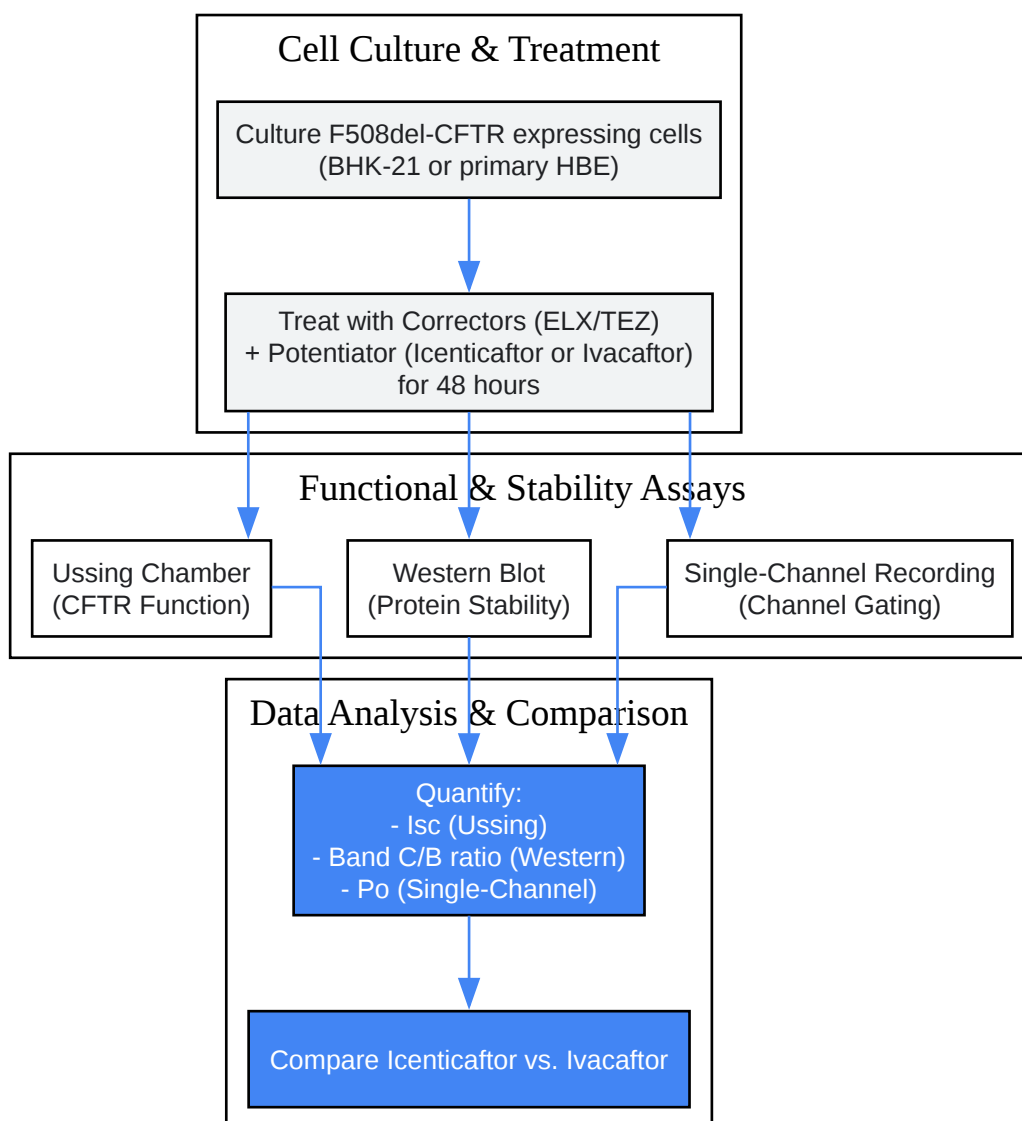 Cell Culture & Treatment
Culture F508del-CFTR expressing cells
(BHK-21 or primary HBE)
Treat with Correctors (ELX/TEZ)
+ Potentiator (Icenticaftor or Ivacaftor)
for 48 hours
Functional & Stability Assays
Ussing Chamber
(CFTR Function)
Western Blot
(Protein Stability)
Single-Channel Recording
(Channel Gating)
Data Analysis & Comparison
Quantify:
- Isc (Ussing)
- Band C/B ratio (Western)
- Po (Single-Channel)
Compare Icenticaftor vs. Ivacaftor